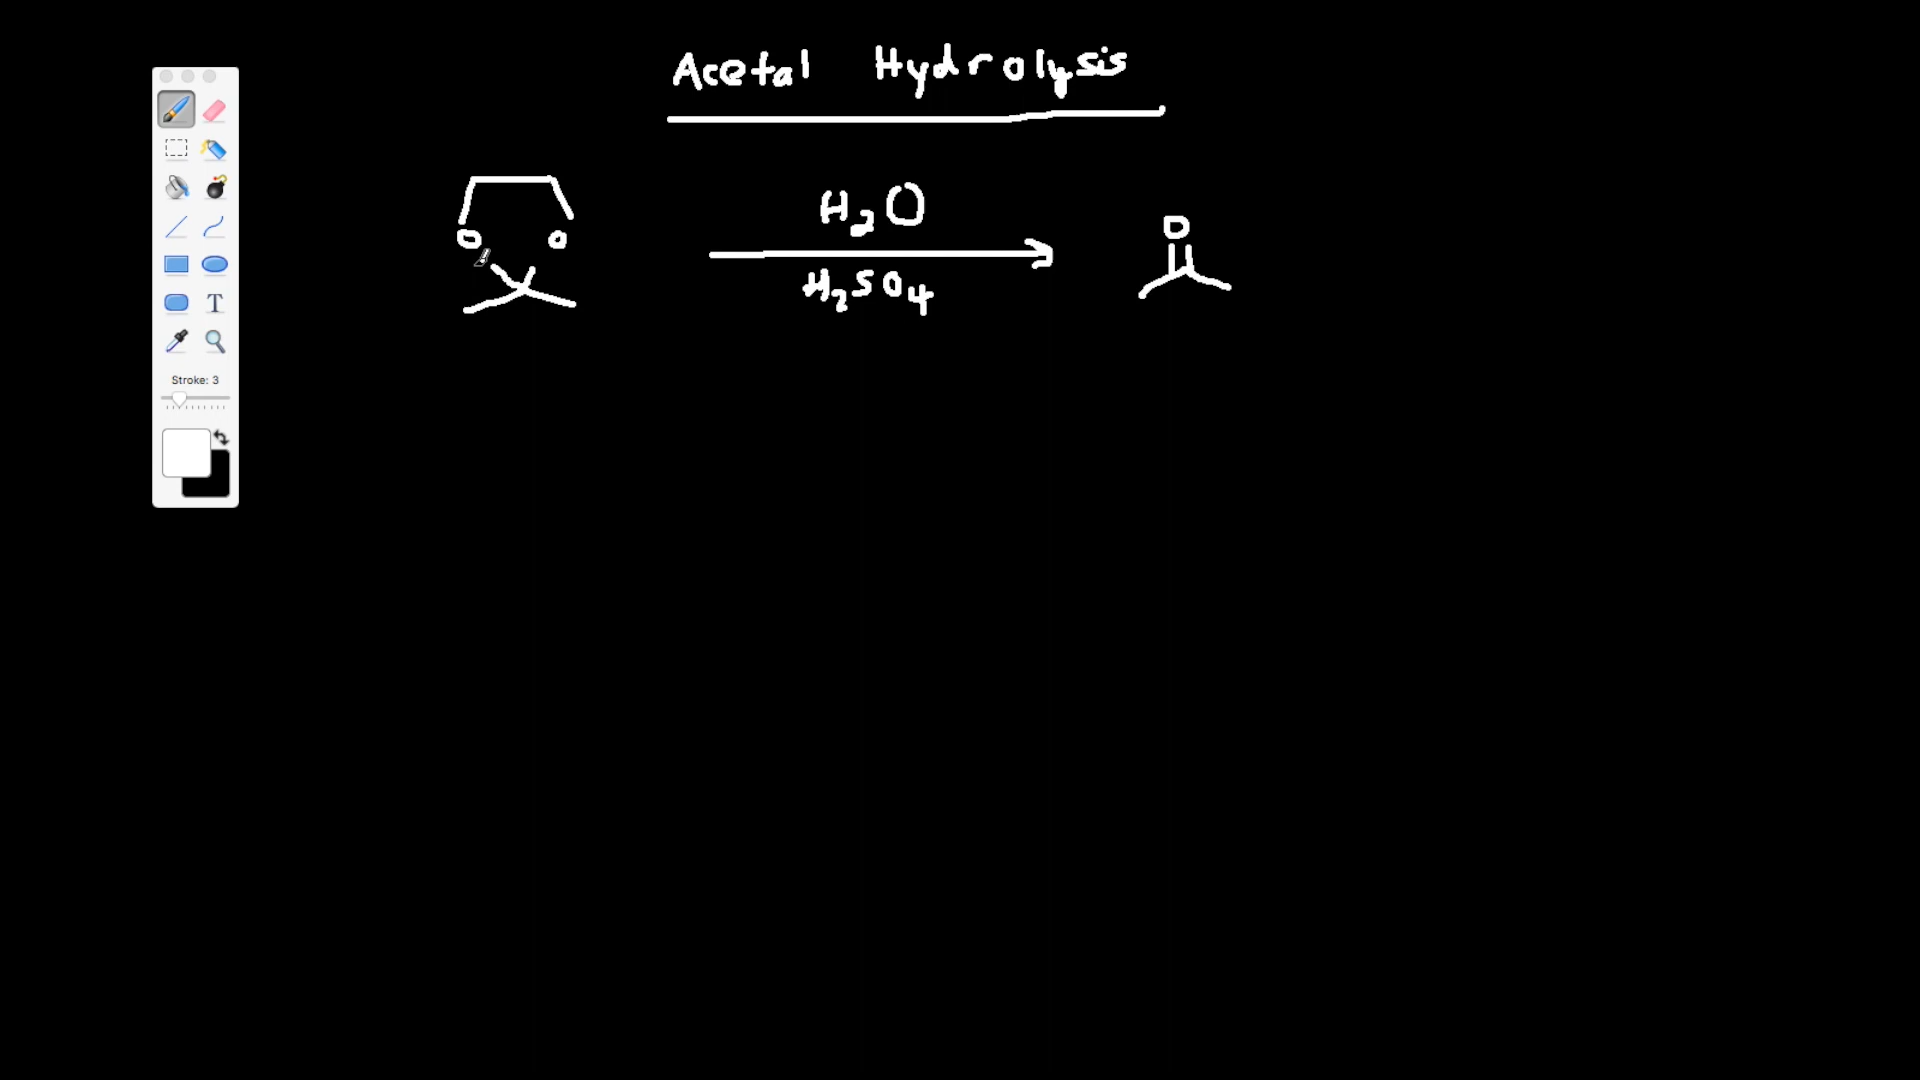 Acetal Hydrolysis
H₂O
O
O O
H₂SO₄
T
Stroke: 3